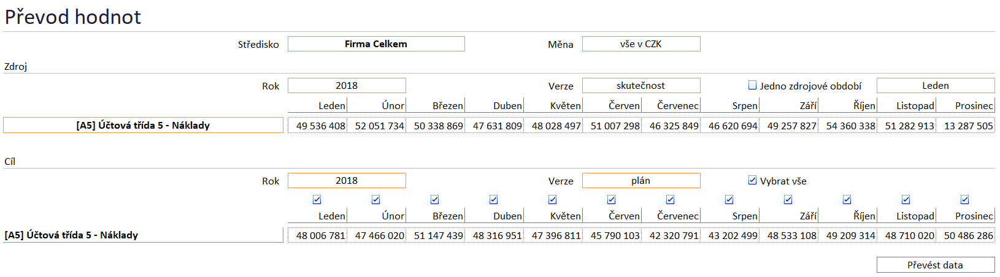 Převod hodnot
Středisko Firma Celkem Měna vše v CZK
Zdroj
Rok 2018 Verze skutečnost Jedno zdrojové období Leden
Leden Únor Březen Duben Květen Červen Červenec Srpen Září Říjen Listopad Prosinec
[A5] Účtová třída 5 - Náklady 49 536 408 52 051 734 50 338 869 47 631 809 48 028 497 51 007 298 46 325 849 46 620 694 49 257 827 54 360 338 51 282 913 13 287 505
Cíl
Rok 2018 Verze plán Vybrat vše
Leden Únor Březen Duben Květen Červen Červenec Srpen Září Říjen Listopad Prosinec
[A5] Účtová třída 5 - Náklady 48 006 781 47 466 020 51 147 439 48 316 951 47 396 811 45 790 103 42 320 791 43 202 499 48 533 108 49 209 314 48 710 020 50 486 286
Převést data